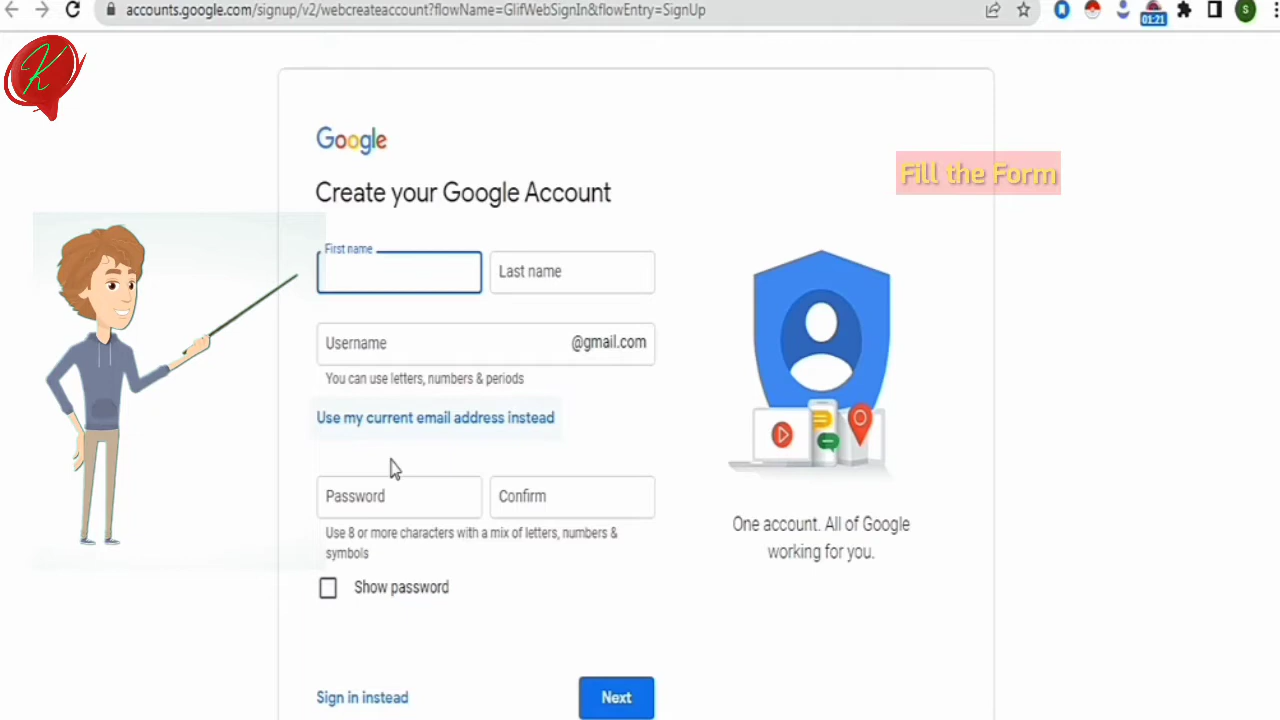 accounts.google.com/signup/v2/webcreateaccount?flowName=GlifWebSignIn&flowEntry=SignUp
01:21
S
K
Google
Fill the Form
Create your Google Account
First name
Last name
Username
@gmail.com
You can use letters, numbers & periods
Use my current email address instead
Password
Confirm
Use 8 or more characters with a mix of letters, numbers &
symbols
Show password
One account. All of Google
working for you.
Sign in instead
Next